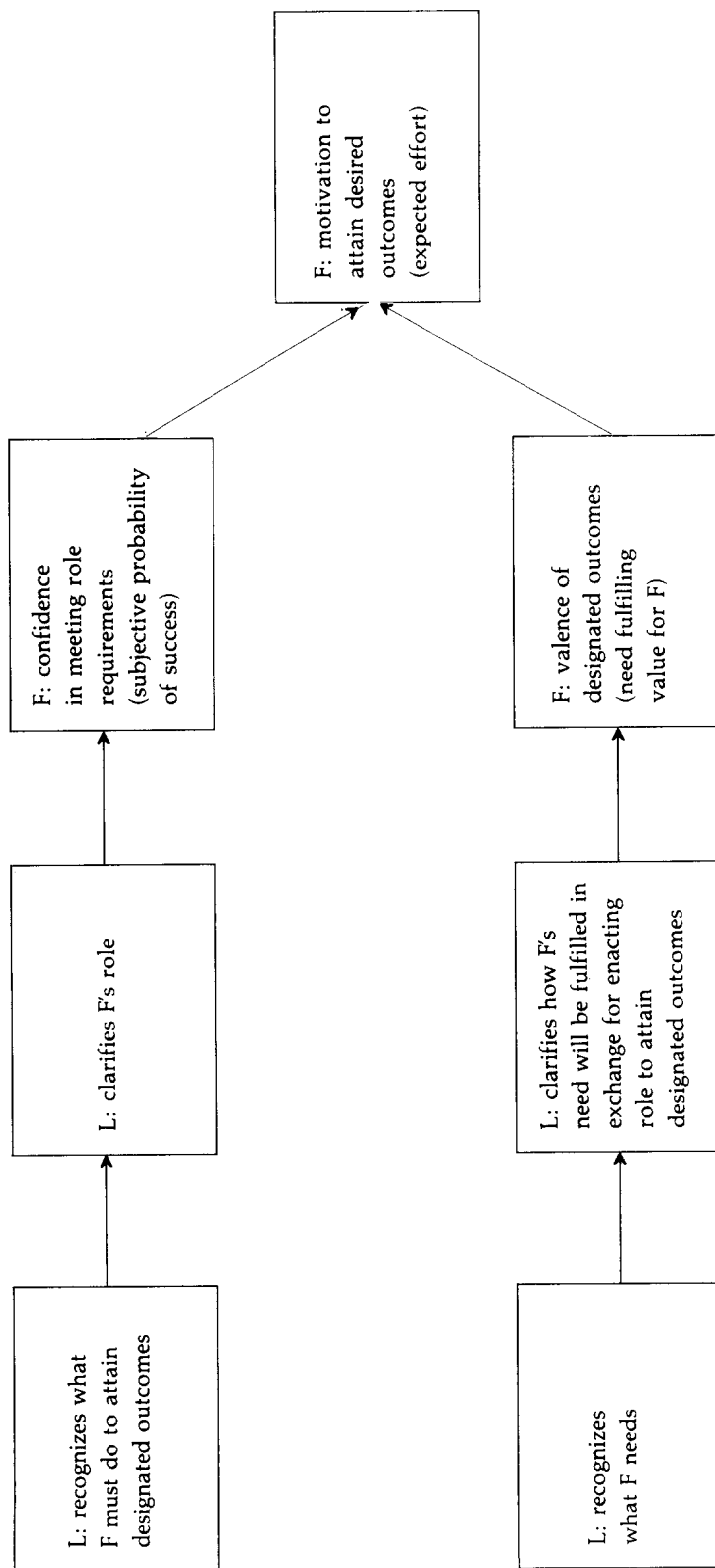 L: recognizes what
F must do to attain
designated outcomes
L: clarifies F's role
F: confidence
in meeting role
requirements
(subjective probability
of success)
F: motivation to
attain desired
outcomes
(expected effort)
L: recognizes
what F needs
L: clarifies how F's
need will be fulfilled in
exchange for enacting
role to attain
designated outcomes
F: valence of
designated outcomes
(need fulfilling
value for F)